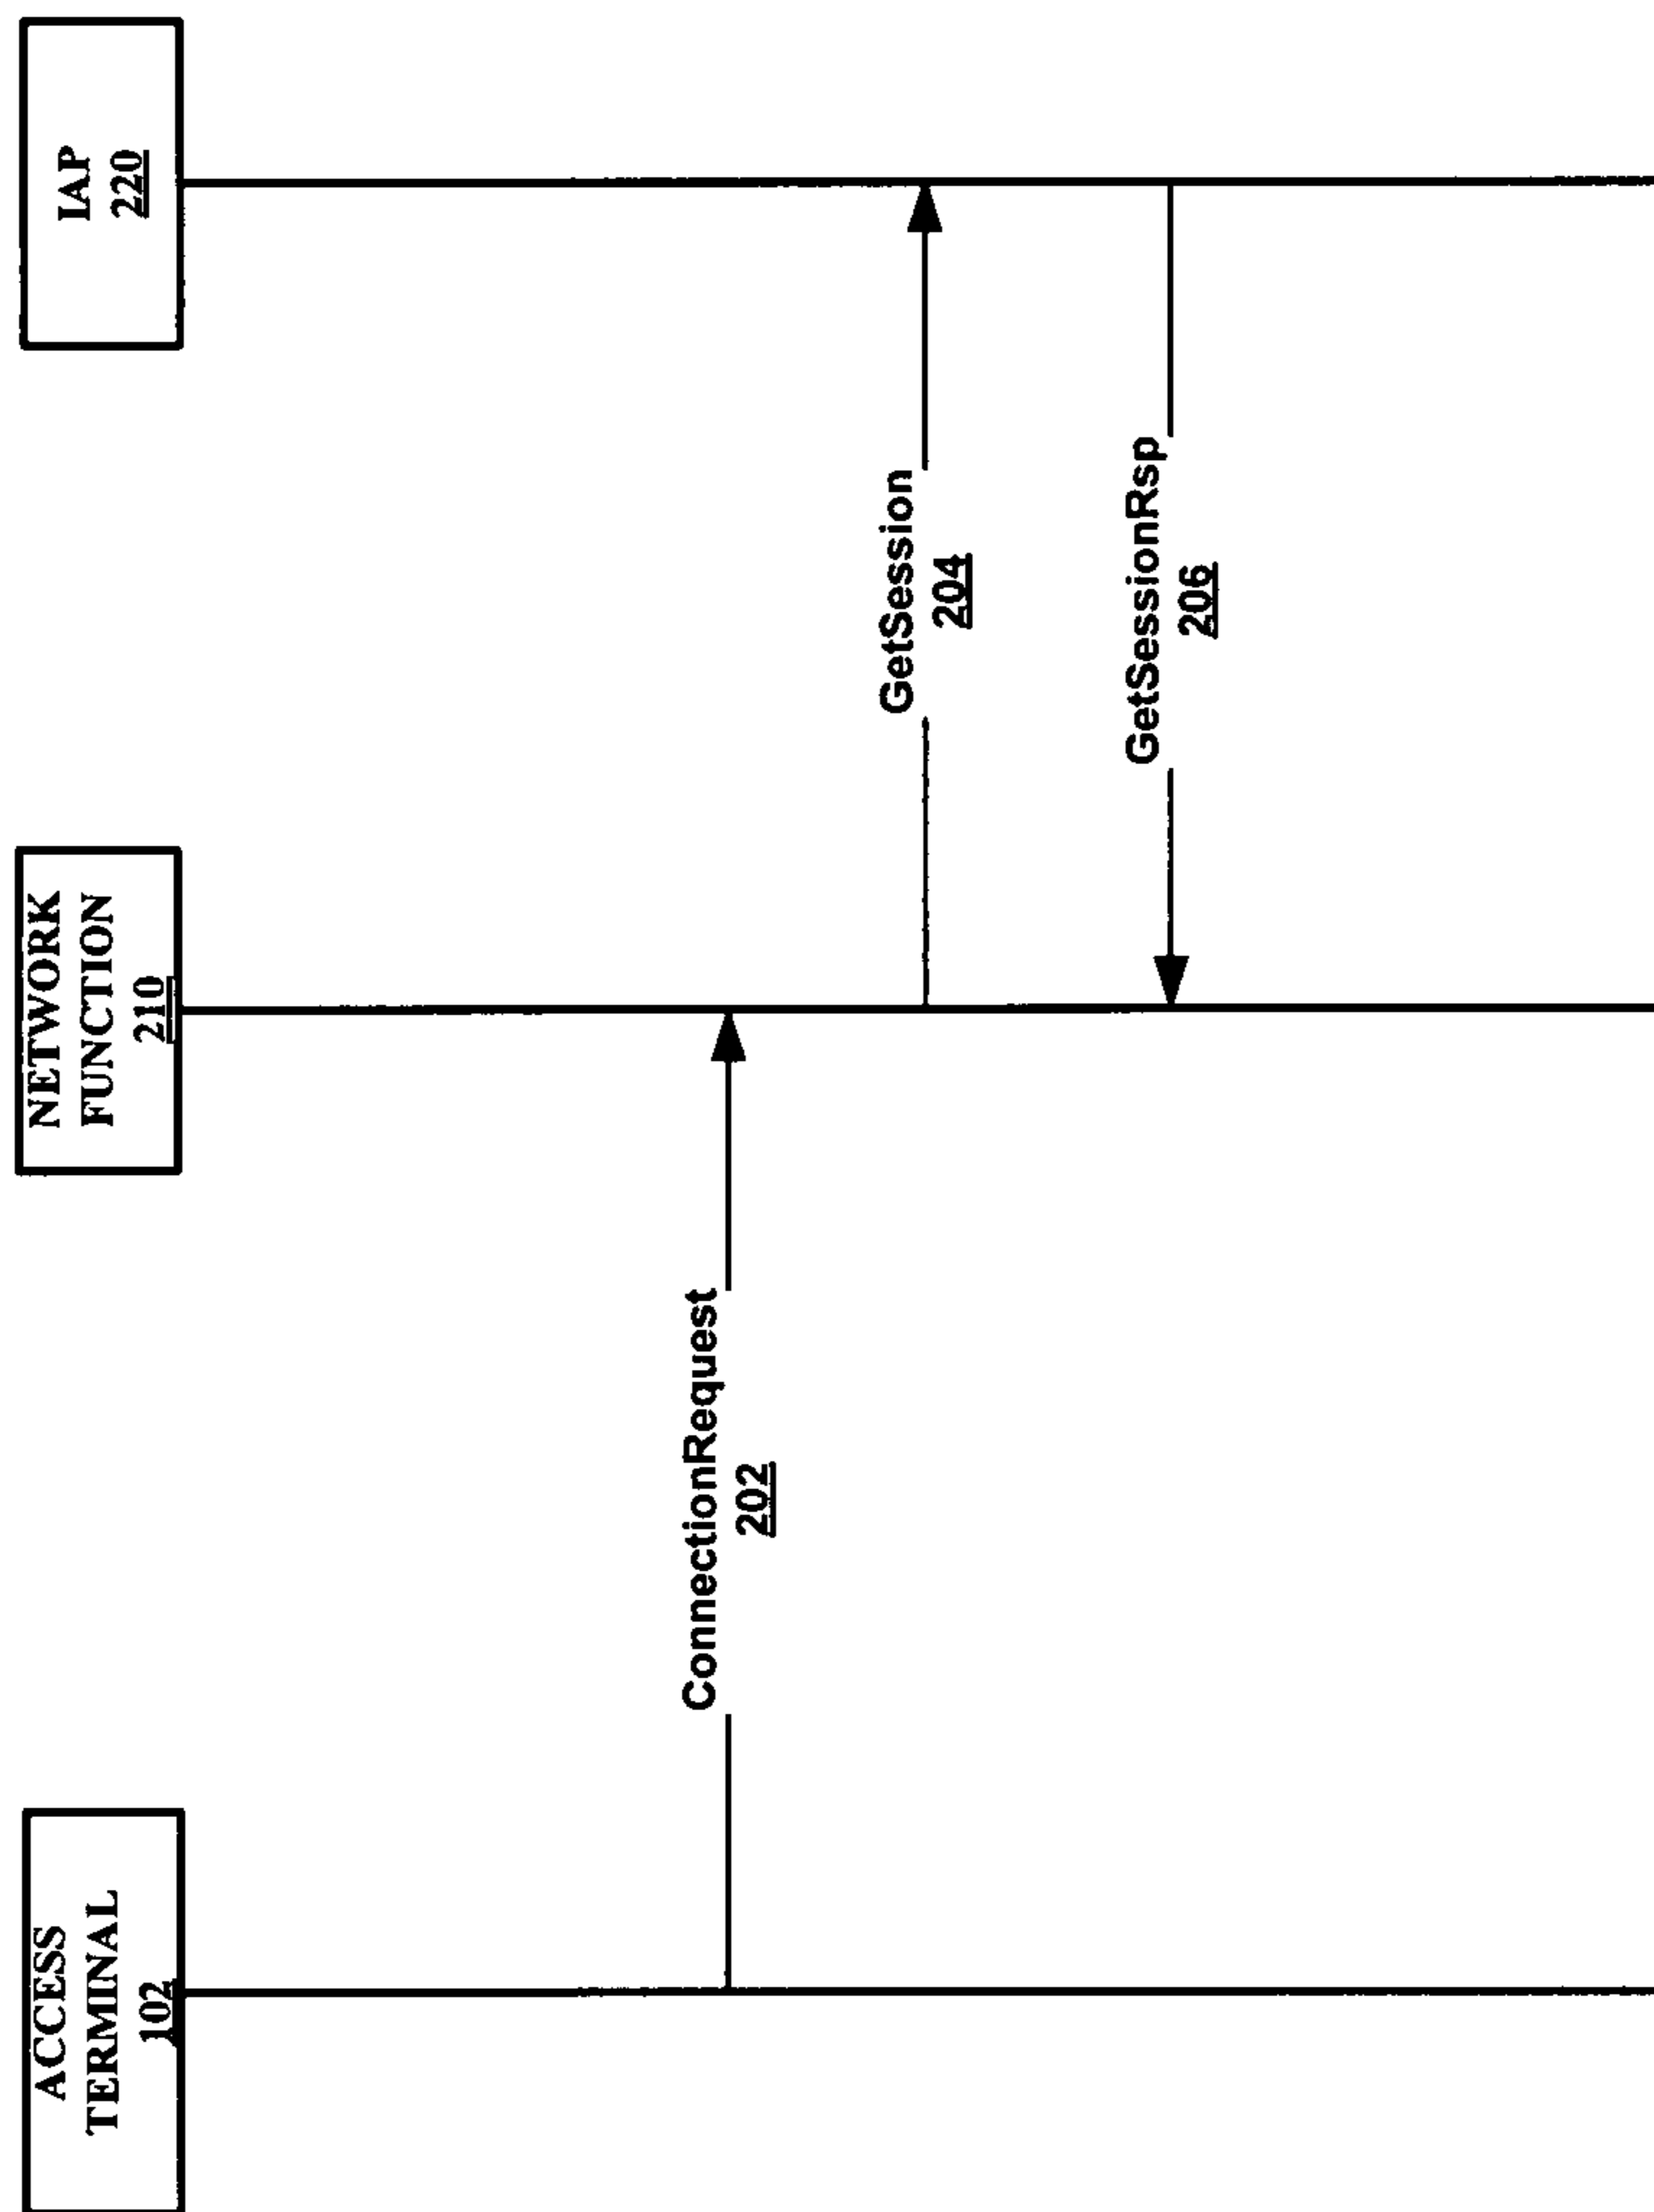 ACCESS
TERMINAL
102
NETWORK
FUNCTION
210
IAP
220
ConnectionRequest
202
GetSession
204
GetSessionRsp
206